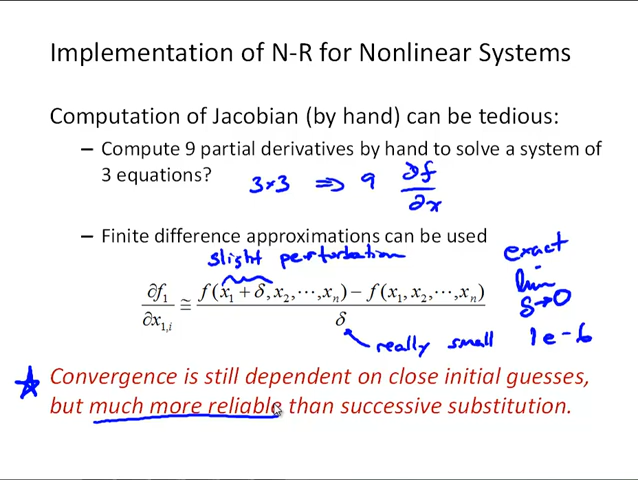 Implementation of N-R for Nonlinear Systems
Computation of Jacobian (by hand) can be tedious:
– Compute 9 partial derivatives by hand to solve a system of
3 equations?
3×3 ⇒ 9 ∂f/∂x
– Finite difference approximations can be used
slight perturbation
exact
lim δ→0
∂f₁/∂x₁,ᵢ ≅ (f(x₁ + δ, x₂, ⋯, xₙ) − f(x₁, x₂, ⋯, xₙ))/δ
really small 1e-6
Convergence is still dependent on close initial guesses,
but much more reliable than successive substitution.